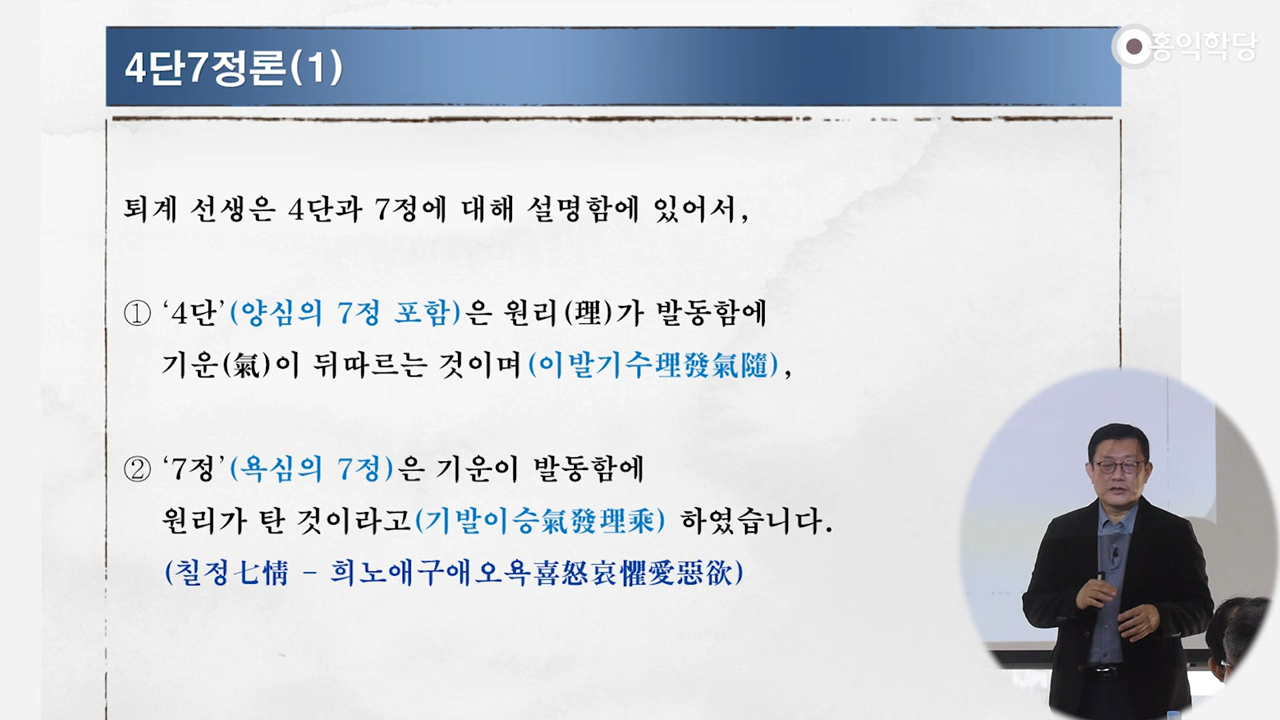 4단7정론(1)
홍익학당
퇴계 선생은 4단과 7정에 대해 설명함에 있어서,
① ‘4단’(양심의 7정 포함)은 원리(理)가 발동함에
기운(氣)이 뒤따르는 것이며(이발기수理發氣隨),
② ‘7정’(욕심의 7정)은 기운이 발동함에
원리가 탄 것이라고(기발이승氣發理乘) 하였습니다.
(칠정七情 – 희노애구애오욕喜怒哀懼愛惡欲)